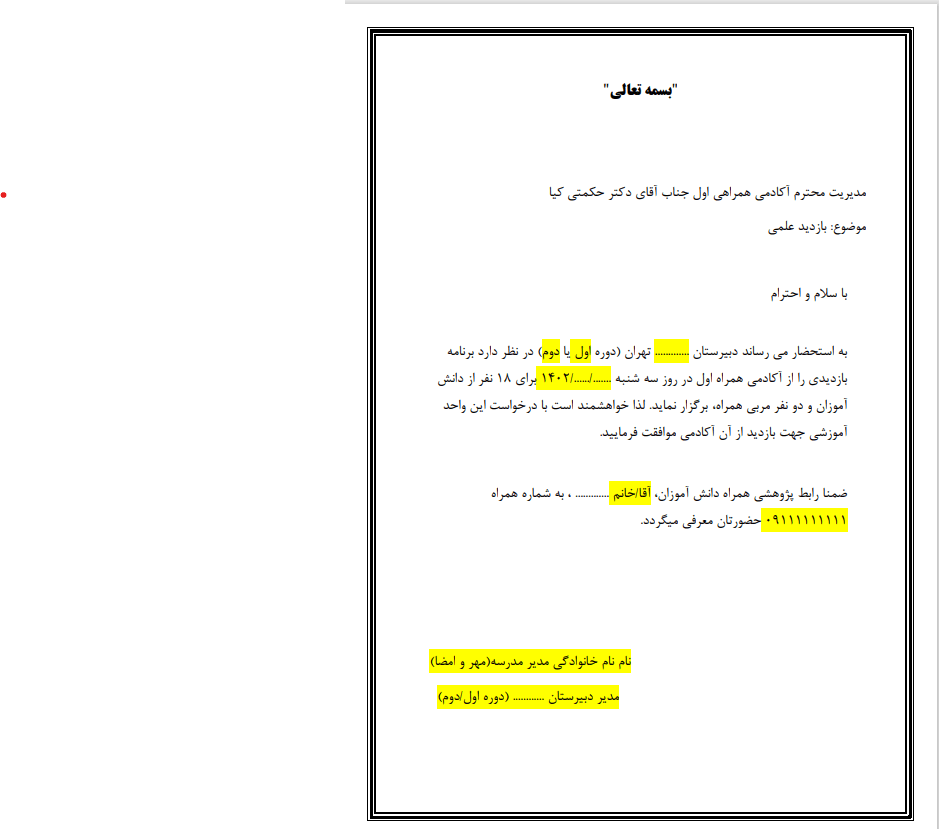 "بسمه تعالی"
مدیریت محترم آکادمی همراهی اول جناب آقای دکتر حکمتی کیا
موضوع: بازدید علمی
با سلام و احترام
به استحضار می رساند دبیرستان ............. تهران (دوره اول یا دوم) در نظر دارد برنامه
بازدیدی را از آکادمی همراه اول در روز سه شنبه ......./....../۱۴۰۲ برای ۱۸ نفر از دانش
آموزان و دو نفر مربی همراه، برگزار نماید. لذا خواهشمند است با درخواست این واحد
آموزشی جهت بازدید از آن آکادمی موافقت فرمایید.
ضمنا رابط پژوهشی همراه دانش آموزان، آقا/خانم ............. ، به شماره همراه
۰۹۱۱۱۱۱۱۱۱۱ حضورتان معرفی میگردد.
نام نام خانوادگی مدیر مدرسه(مهر و امضا)
مدیر دبیرستان ............ (دوره اول/دوم)